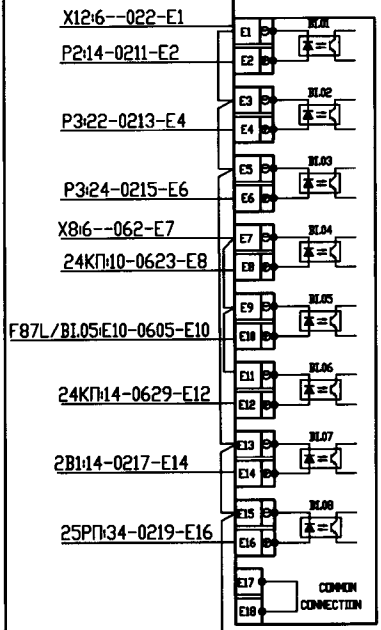 X12:6--022-E1
E1
BI.01
P2:14-0211-E2
E2
E3
BI.02
P3:22-0213-E4
E4
E5
BI.03
P3:24-0215-E6
E6
X8:6--062-E7
E7
BI.04
24КП:10-0623-E8
E8
E9
BI.05
F87L/BI.05:E10-0605-E10
E10
E11
BI.06
24КП:14-0629-E12
E12
E13
BI.07
2B1:14-0217-E14
E14
E15
BI.08
25РП:34-0219-E16
E16
E17
COMMON
CONNECTION
E18